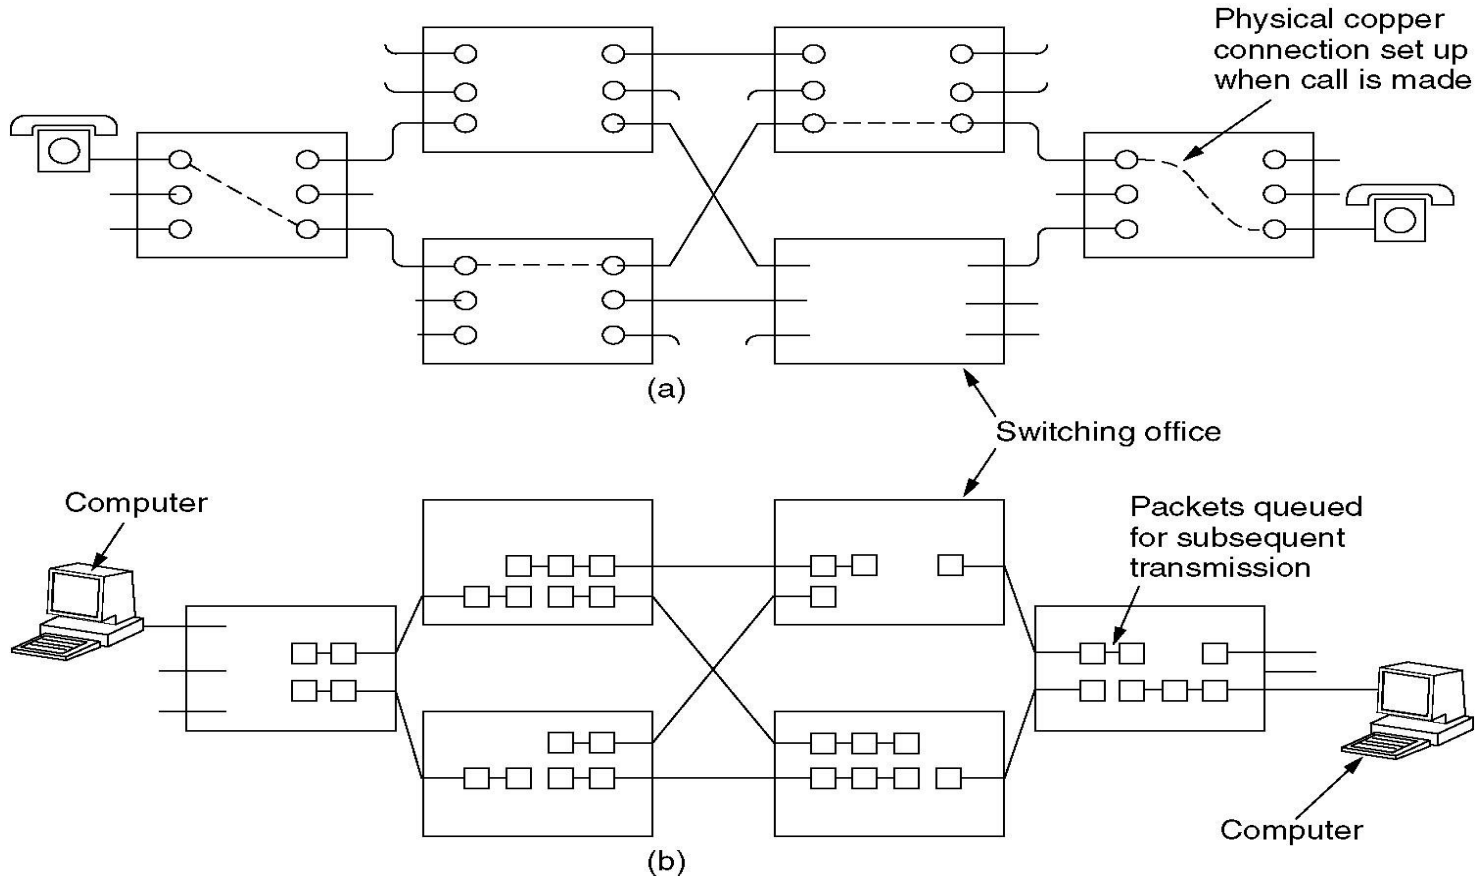 Physical copper
connection set up
when call is made
(a)
Switching office
Computer
Packets queued
for subsequent
transmission
Computer
(b)